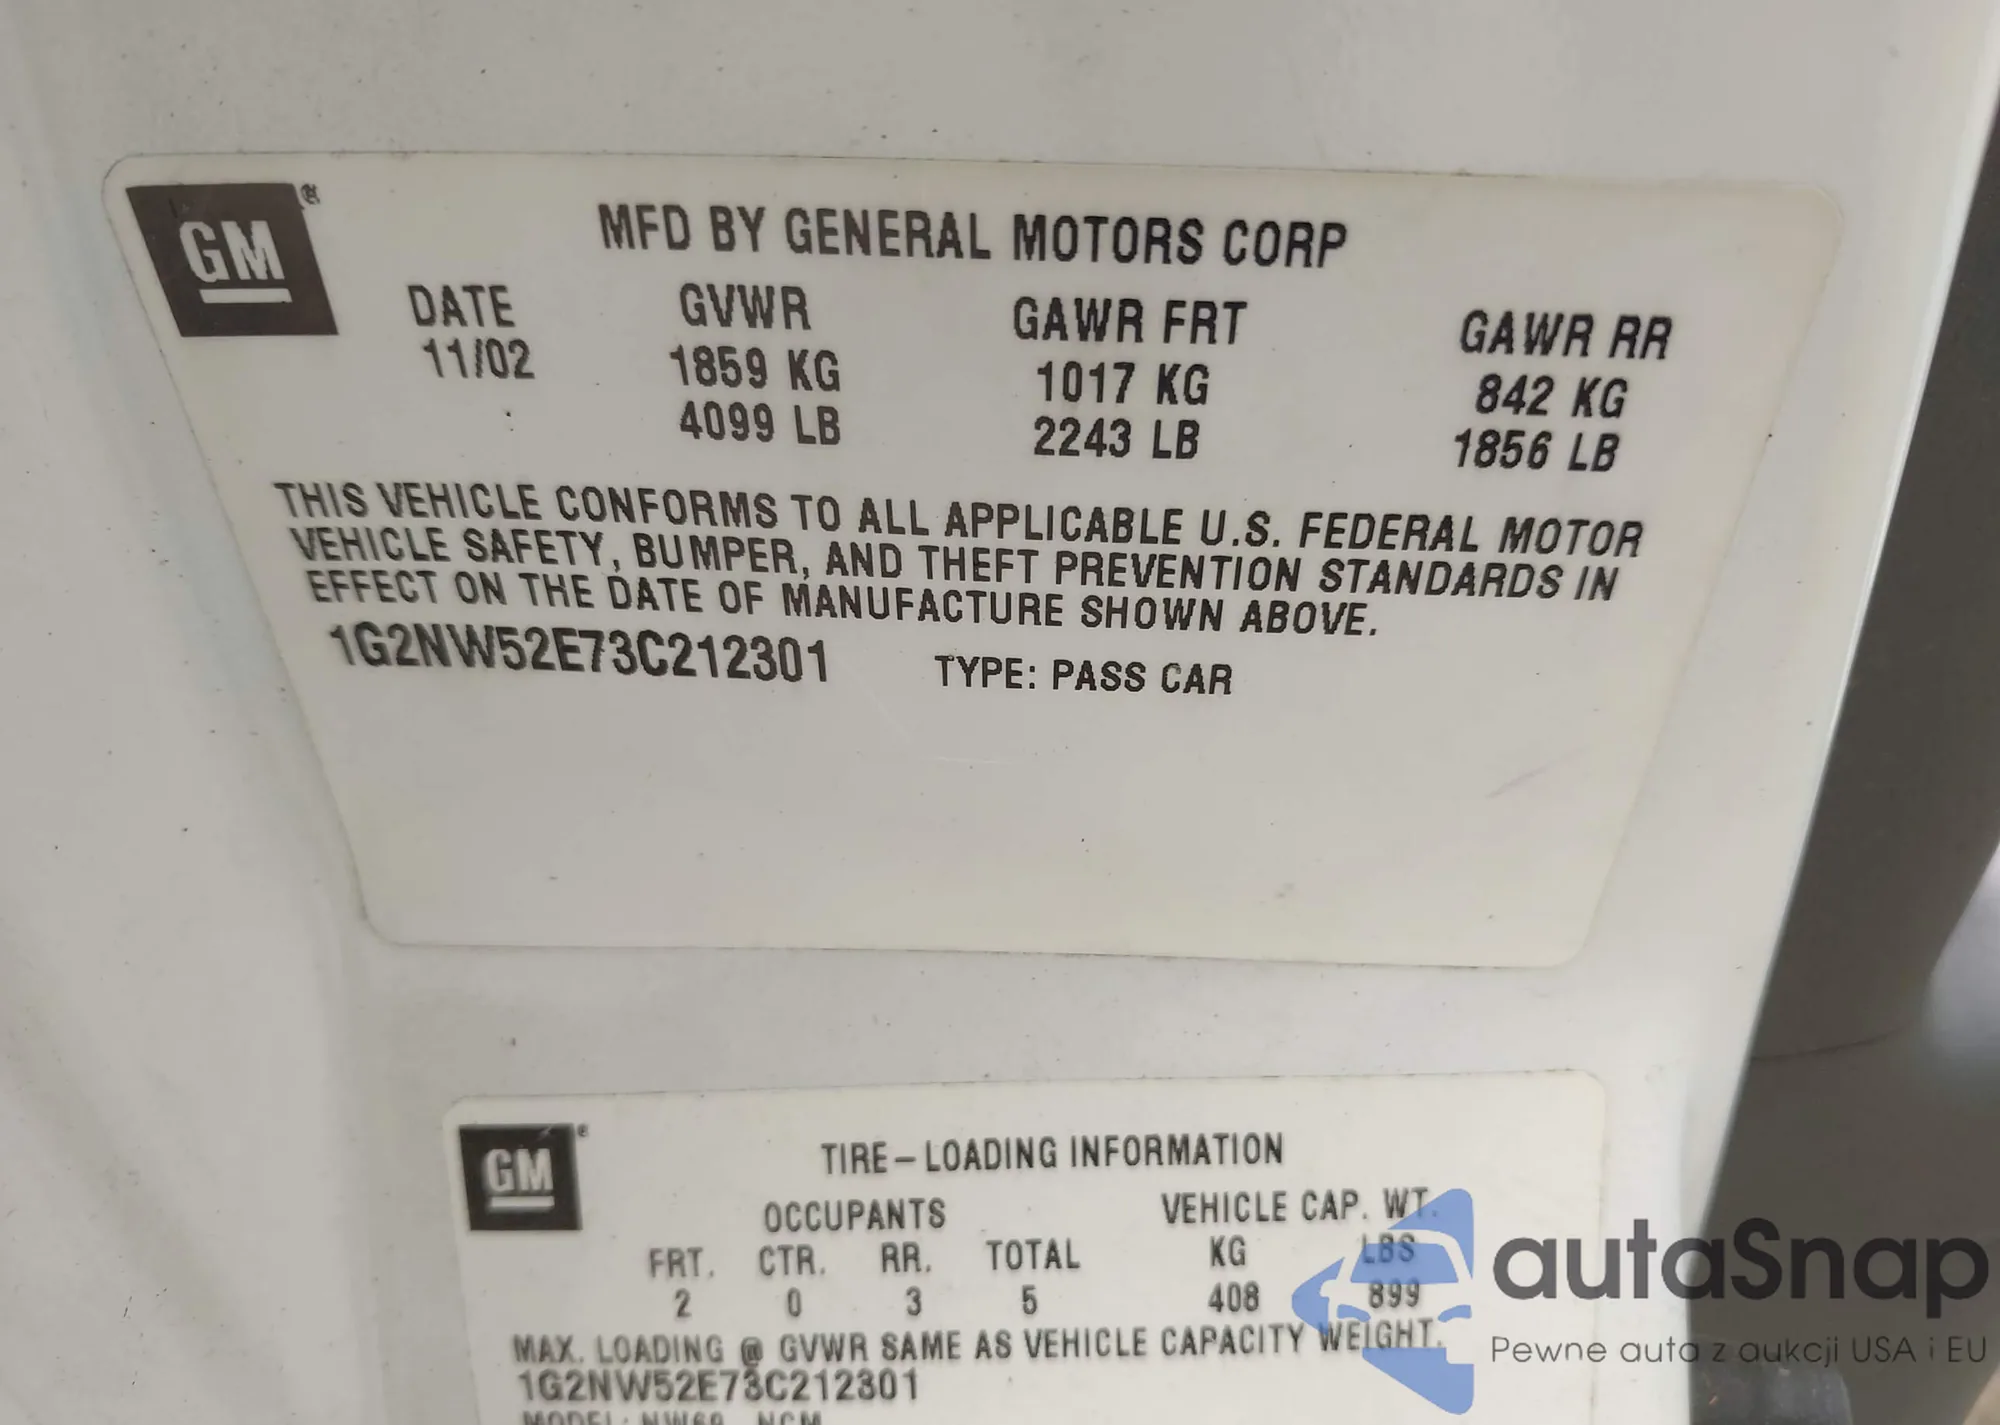 GM ®
MFD BY GENERAL MOTORS CORP
DATE GVWR GAWR FRT GAWR RR
11/02 1859 KG 1017 KG 842 KG
4099 LB 2243 LB 1856 LB
THIS VEHICLE CONFORMS TO ALL APPLICABLE U.S. FEDERAL MOTOR
VEHICLE SAFETY, BUMPER, AND THEFT PREVENTION STANDARDS IN
EFFECT ON THE DATE OF MANUFACTURE SHOWN ABOVE.
1G2NW52E73C212301 TYPE: PASS CAR
GM ®
TIRE-LOADING INFORMATION
OCCUPANTS VEHICLE CAP. WT.
FRT. CTR. RR. TOTAL KG LBS
2 0 3 5 408 899
MAX. LOADING @ GVWR SAME AS VEHICLE CAPACITY WEIGHT.
1G2NW52E73C212301
MODEL: NW69 NCM
autaSnap
Pewne auta z aukcji USA i EU